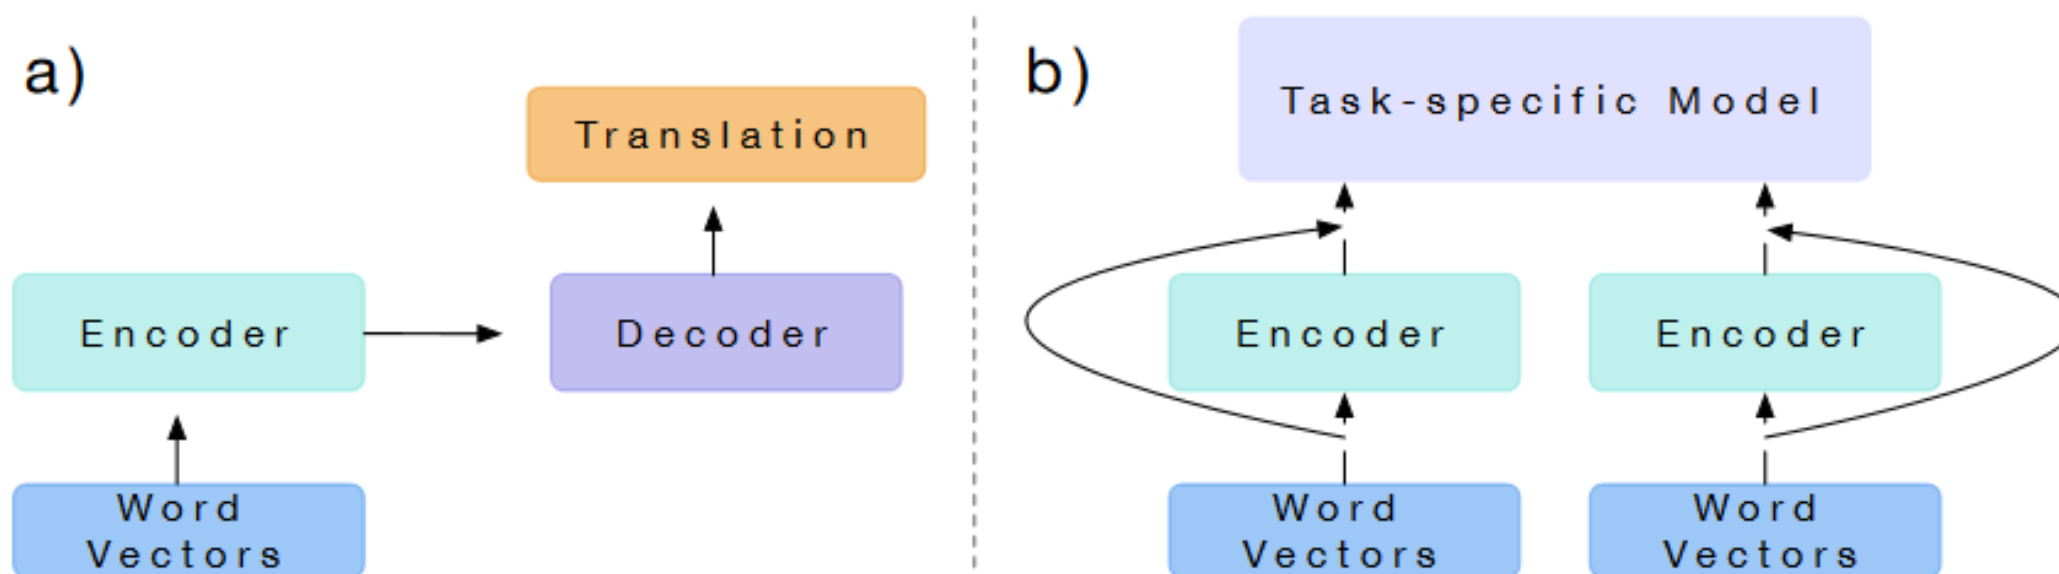 a)
Translation
Encoder
Decoder
Word
Vectors
b)
Task-specific Model
Encoder
Encoder
Word
Vectors
Word
Vectors